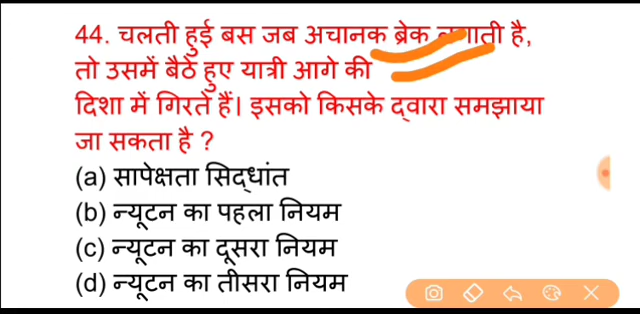 44. चलती हुई बस जब अचानक ब्रेक लगाती है,
तो उसमें बैठे हुए यात्री आगे की
दिशा में गिरते हैं। इसको किसके द्वारा समझाया
जा सकता है ?
(a) सापेक्षता सिद्धांत
(b) न्यूटन का पहला नियम
(c) न्यूटन का दूसरा नियम
(d) न्यूटन का तीसरा नियम